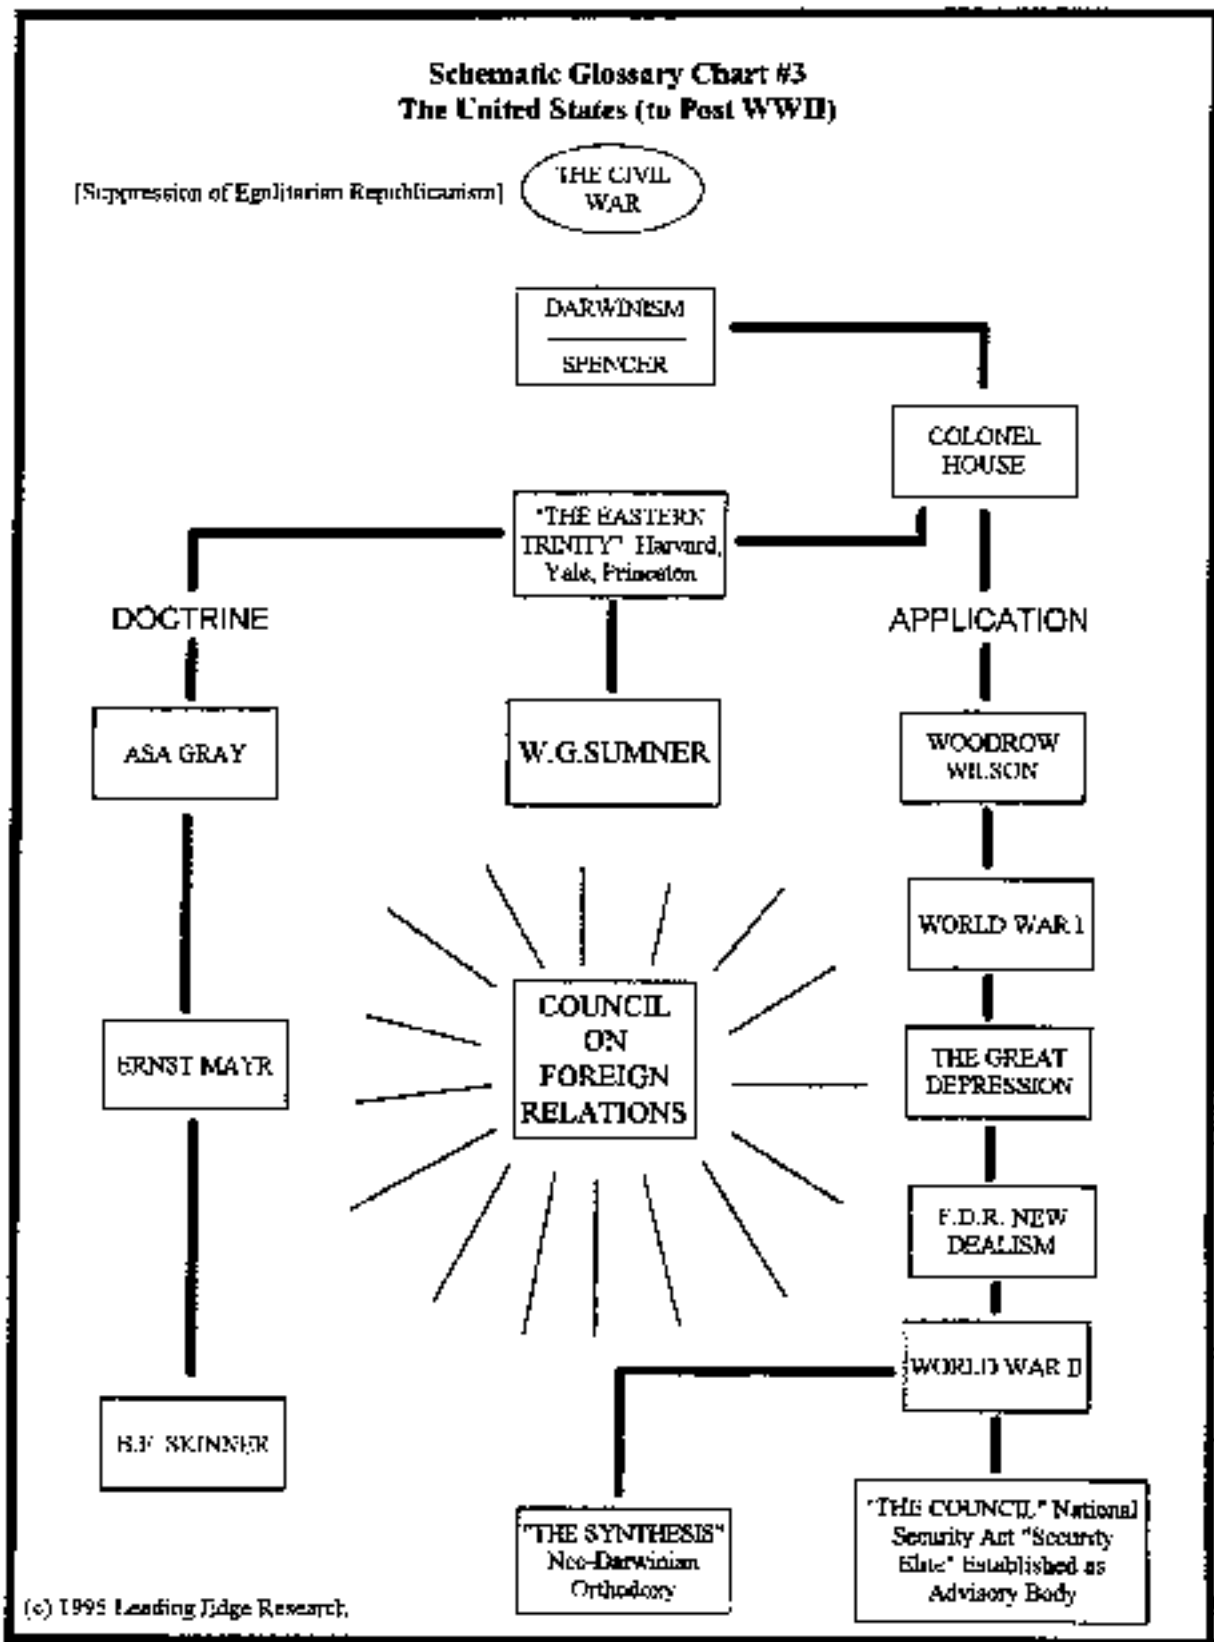 Schematic Glossary Chart #3
The United States (to Post WWII)
[Suppression of Egalitarian Republicanism]
THE CIVIL
WAR
DARWINISM
SPENCER
COLONEL
HOUSE
"THE EASTERN
TRINITY" Harvard,
Yale, Princeton
DOCTRINE
APPLICATION
ASA GRAY
W.G.SUMNER
WOODROW
WILSON
WORLD WAR I
COUNCIL
ON
FOREIGN
RELATIONS
ERNST MAYR
THE GREAT
DEPRESSION
F.D.R. NEW
DEALISM
WORLD WAR II
B.F. SKINNER
"THE SYNTHESIS"
Neo-Darwinian
Orthodoxy
"THE COUNCIL" National
Security Act "Security
Elite" Established as
Advisory Body
(c) 1995 Leading Edge Research